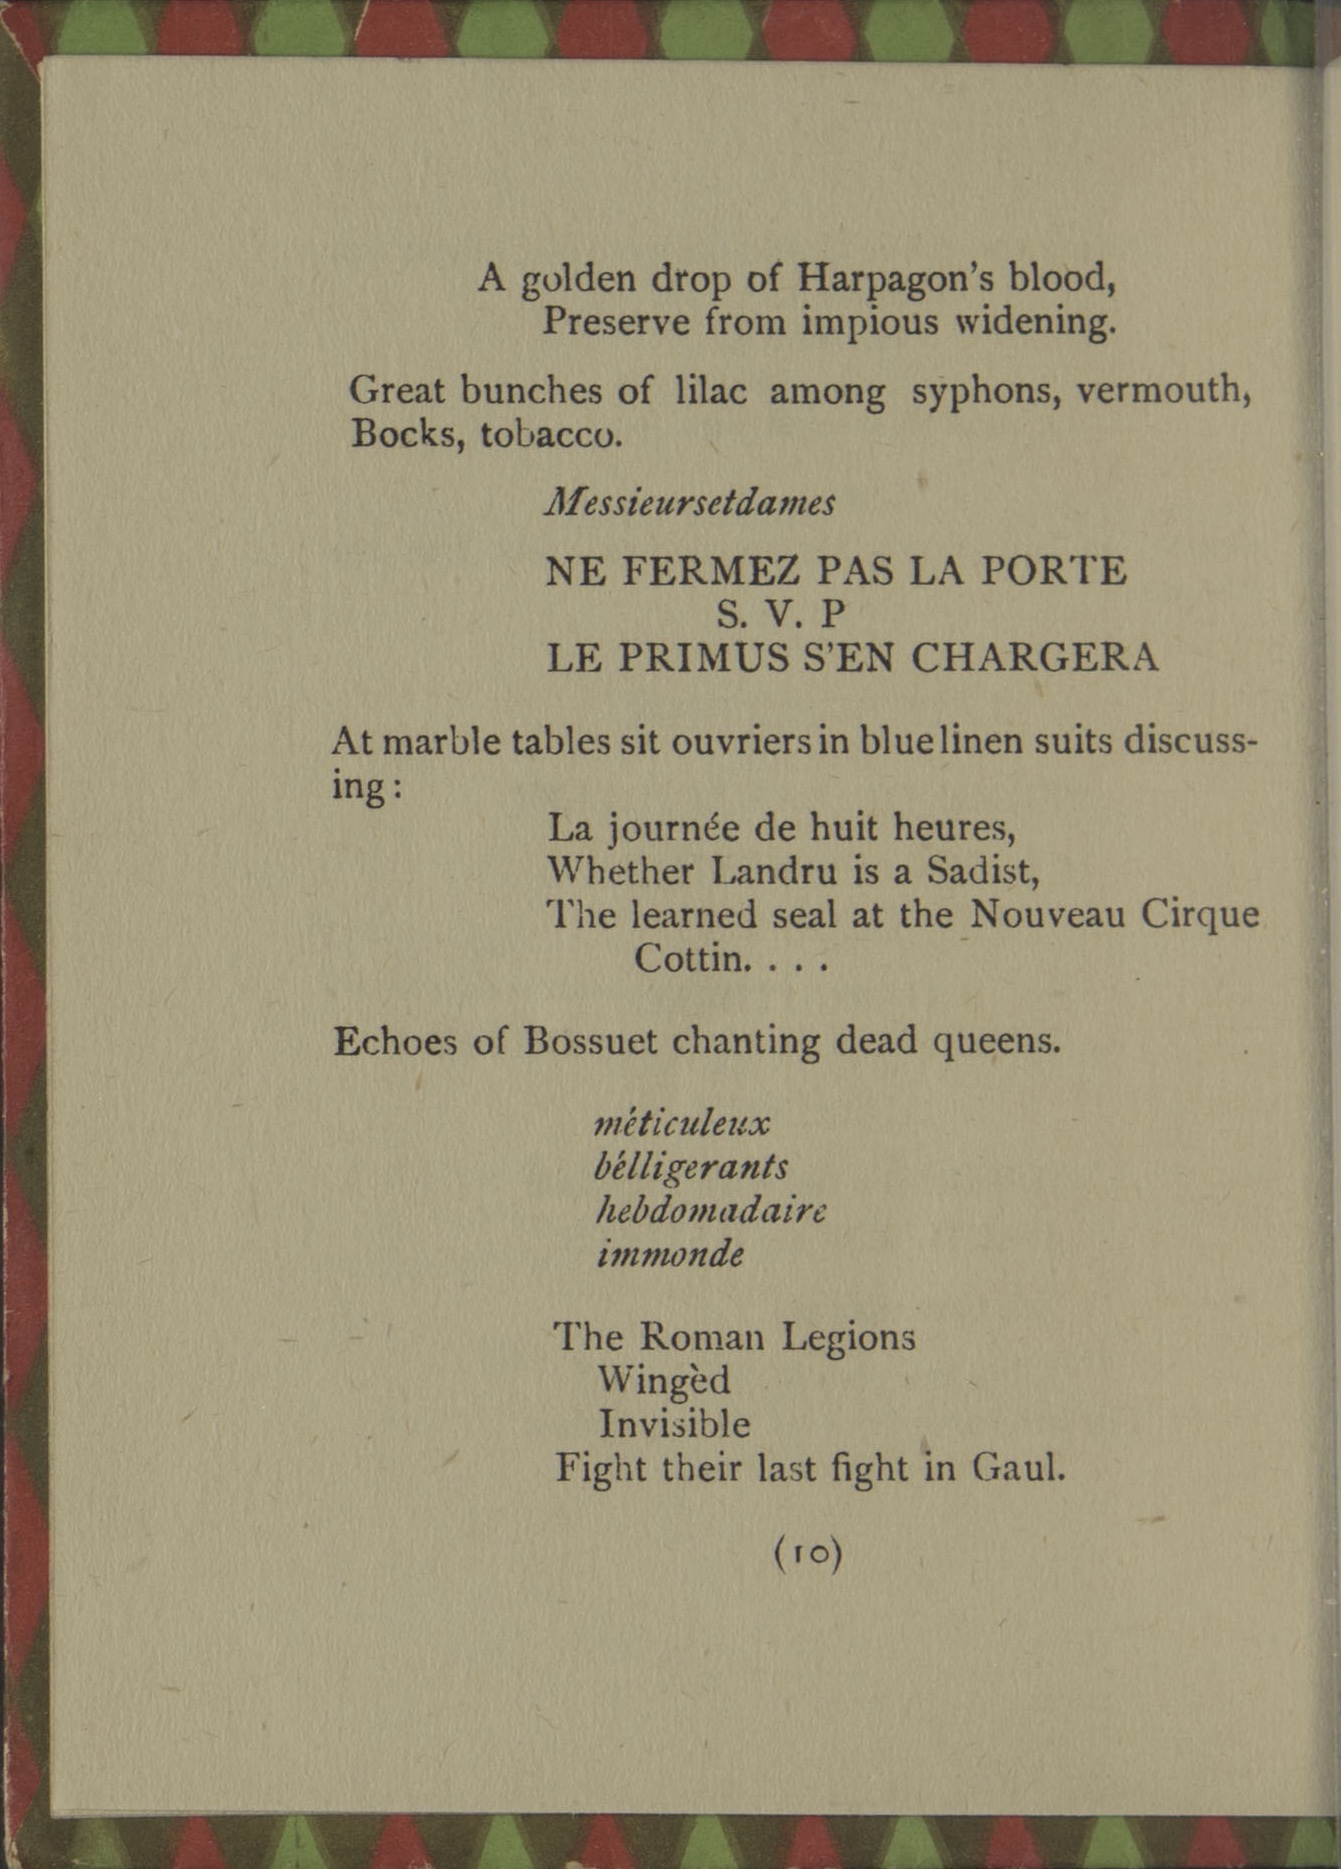 A golden drop of Harpagon's blood,
Preserve from impious widening.
Great bunches of lilac among syphons, vermouth,
Bocks, tobacco.
Messieursetdames
NE FERMEZ PAS LA PORTE
S. V. P
LE PRIMUS S'EN CHARGERA
At marble tables sit ouvriers in blue linen suits discuss-
ing :
La journée de huit heures,
Whether Landru is a Sadist,
The learned seal at the Nouveau Cirque
Cottin. . . .
Echoes of Bossuet chanting dead queens.
méticuleux
bélligerants
hebdomadaire
immonde
The Roman Legions
Wingèd
Invisible
Fight their last fight in Gaul.
(10)